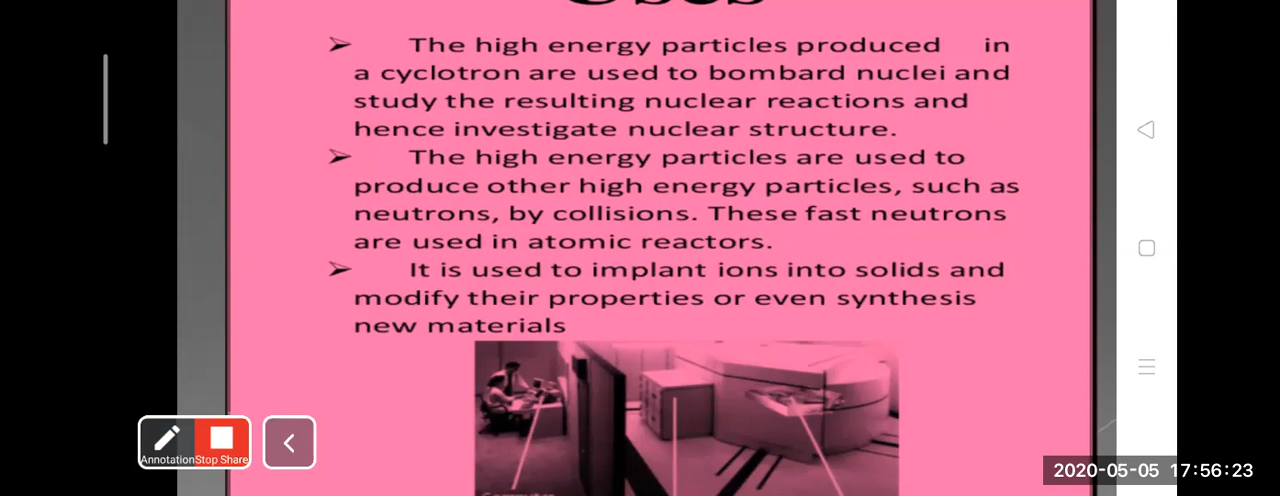 Uses
➢ The high energy particles produced in
a cyclotron are used to bombard nuclei and
study the resulting nuclear reactions and
hence investigate nuclear structure.
➢ The high energy particles are used to
produce other high energy particles, such as
neutrons, by collisions. These fast neutrons
are used in atomic reactors.
➢ It is used to implant ions into solids and
modify their properties or even synthesis
new materials
Annotation Stop Share
2020-05-05 17:56:23